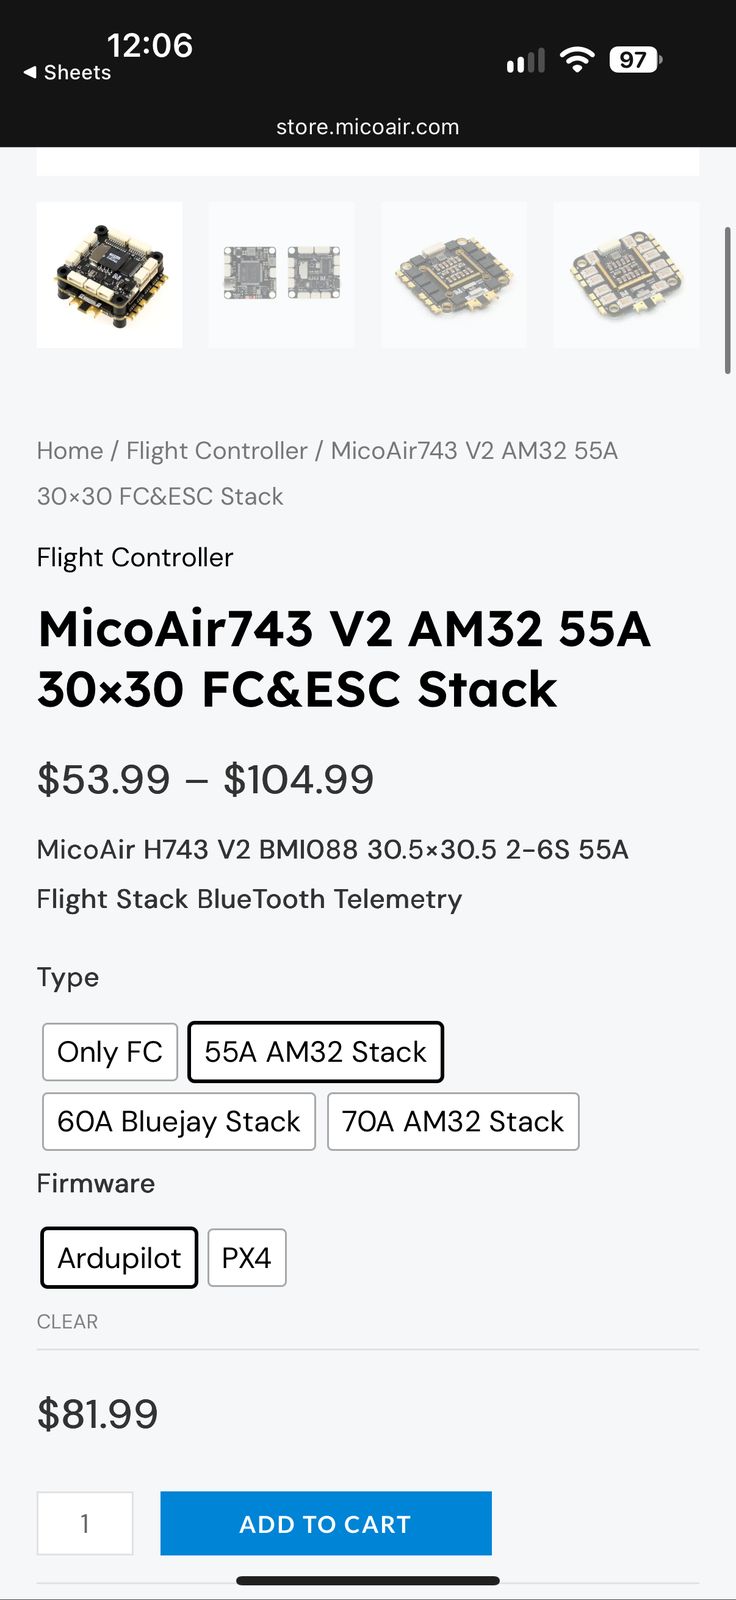 12:06
◀ Sheets
97
store.micoair.com
Home / Flight Controller / MicoAir743 V2 AM32 55A
30×30 FC&ESC Stack
Flight Controller
MicoAir743 V2 AM32 55A
30×30 FC&ESC Stack
$53.99 – $104.99
MicoAir H743 V2 BMI088 30.5×30.5 2-6S 55A
Flight Stack BlueTooth Telemetry
Type
Only FC
55A AM32 Stack
60A Bluejay Stack
70A AM32 Stack
Firmware
Ardupilot
PX4
CLEAR
$81.99
1
ADD TO CART